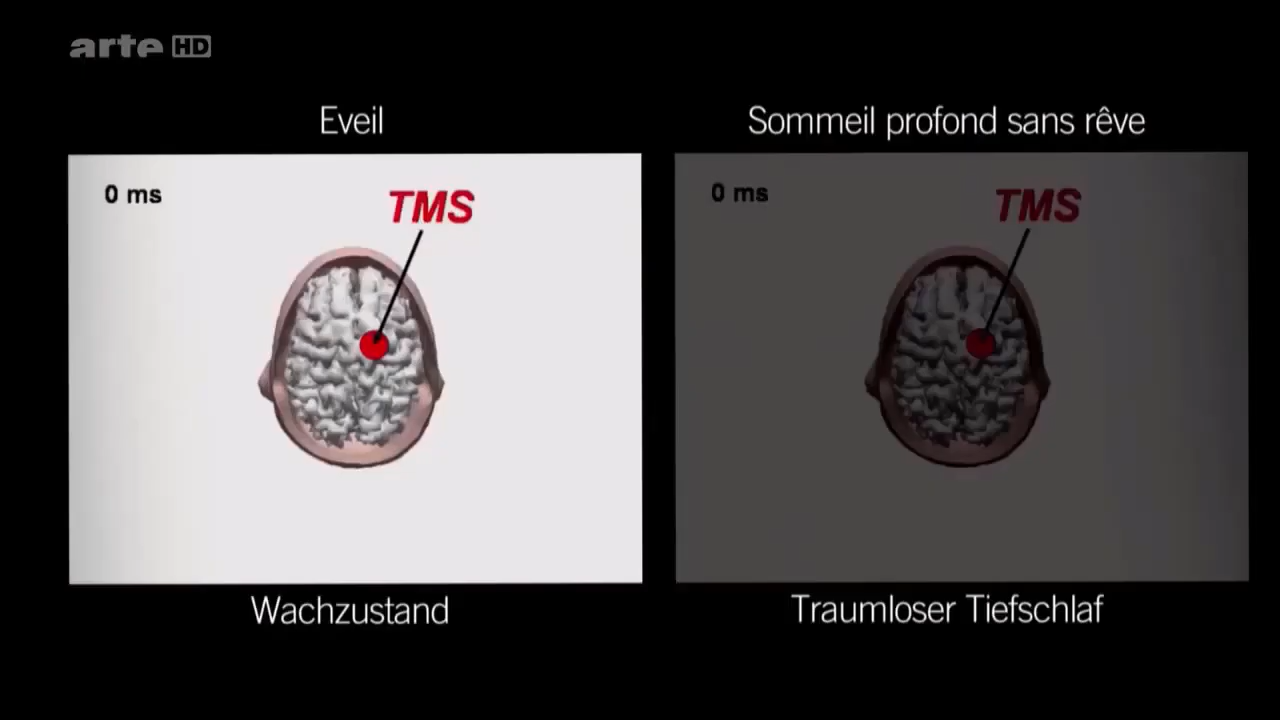 arte HD
Eveil
Sommeil profond sans rêve
0 ms
TMS
0 ms
TMS
Wachzustand
Traumloser Tiefschlaf